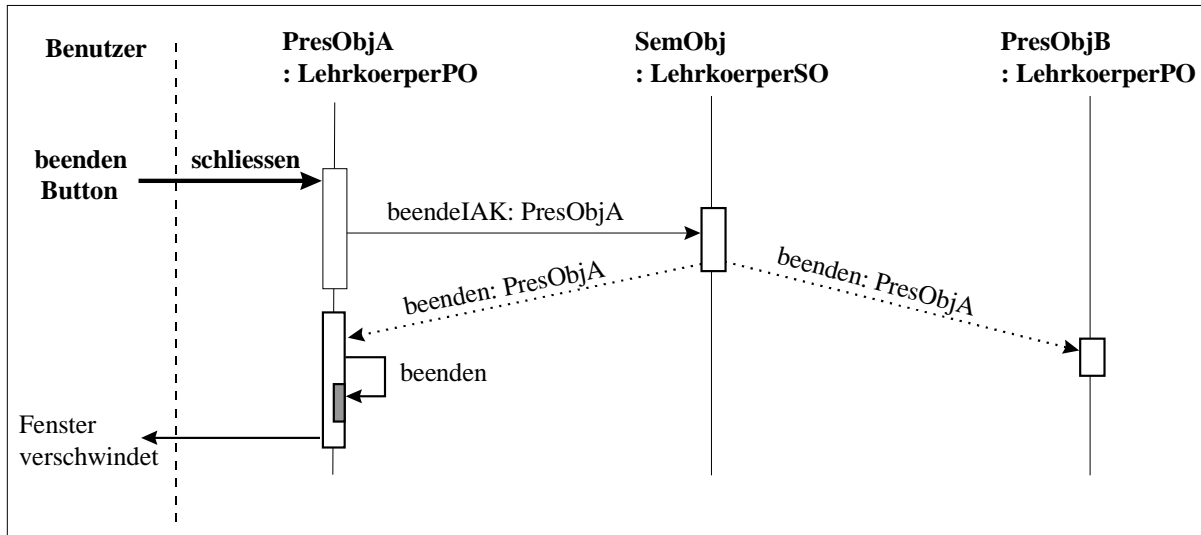 Benutzer
PresObjA
: LehrkoerperPO
SemObj
: LehrkoerperSO
PresObjB
: LehrkoerperPO
beenden
Button
schliessen
beendeIAK: PresObjA
beenden: PresObjA
beenden: PresObjA
beenden
Fenster
verschwindet